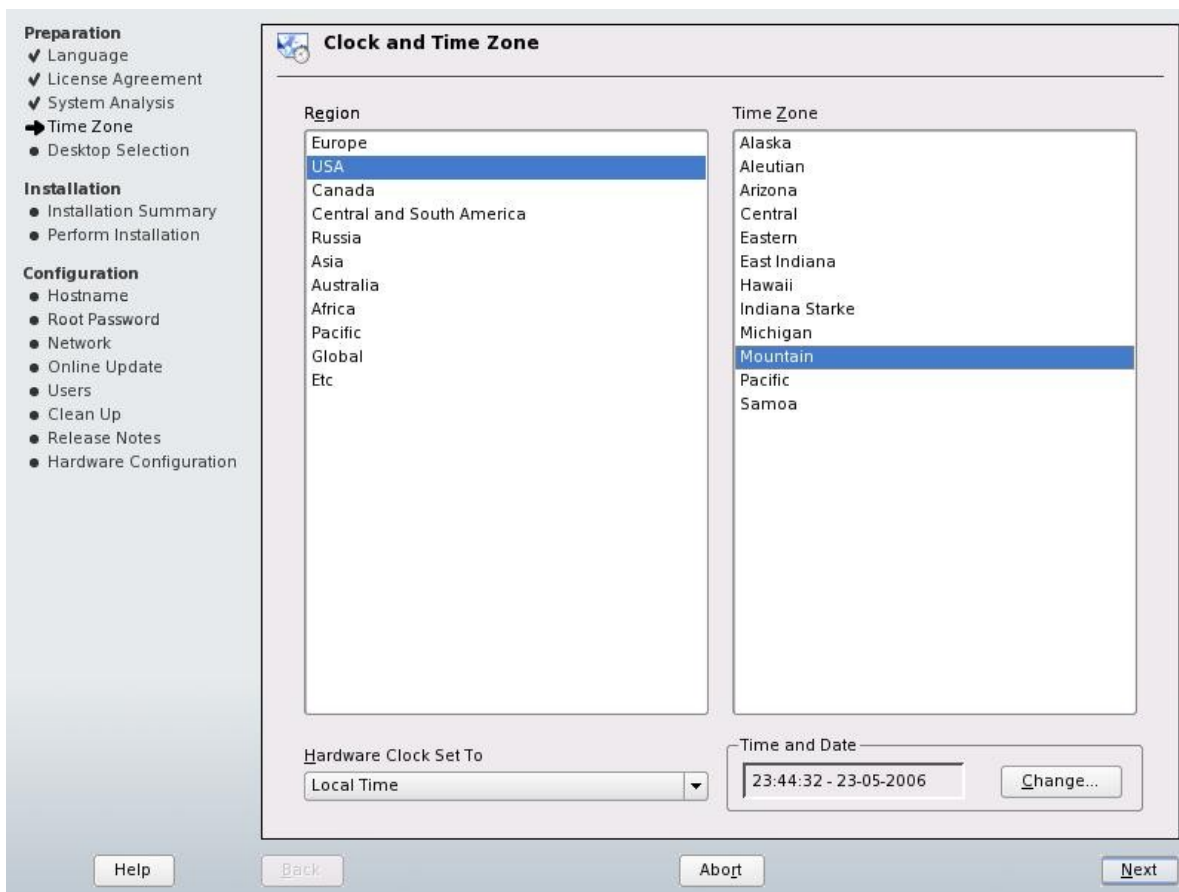 Preparation
Language
License Agreement
System Analysis
Time Zone
Desktop Selection
Installation
Installation Summary
Perform Installation
Configuration
Hostname
Root Password
Network
Online Update
Users
Clean Up
Release Notes
Hardware Configuration
Clock and Time Zone
Region
Europe
USA
Canada
Central and South America
Russia
Asia
Australia
Africa
Pacific
Global
Etc
Time Zone
Alaska
Aleutian
Arizona
Central
Eastern
East Indiana
Hawaii
Indiana Starke
Michigan
Mountain
Pacific
Samoa
Hardware Clock Set To
Local Time
Time and Date
23:44:32 - 23-05-2006
Change...
Help
Back
Abort
Next